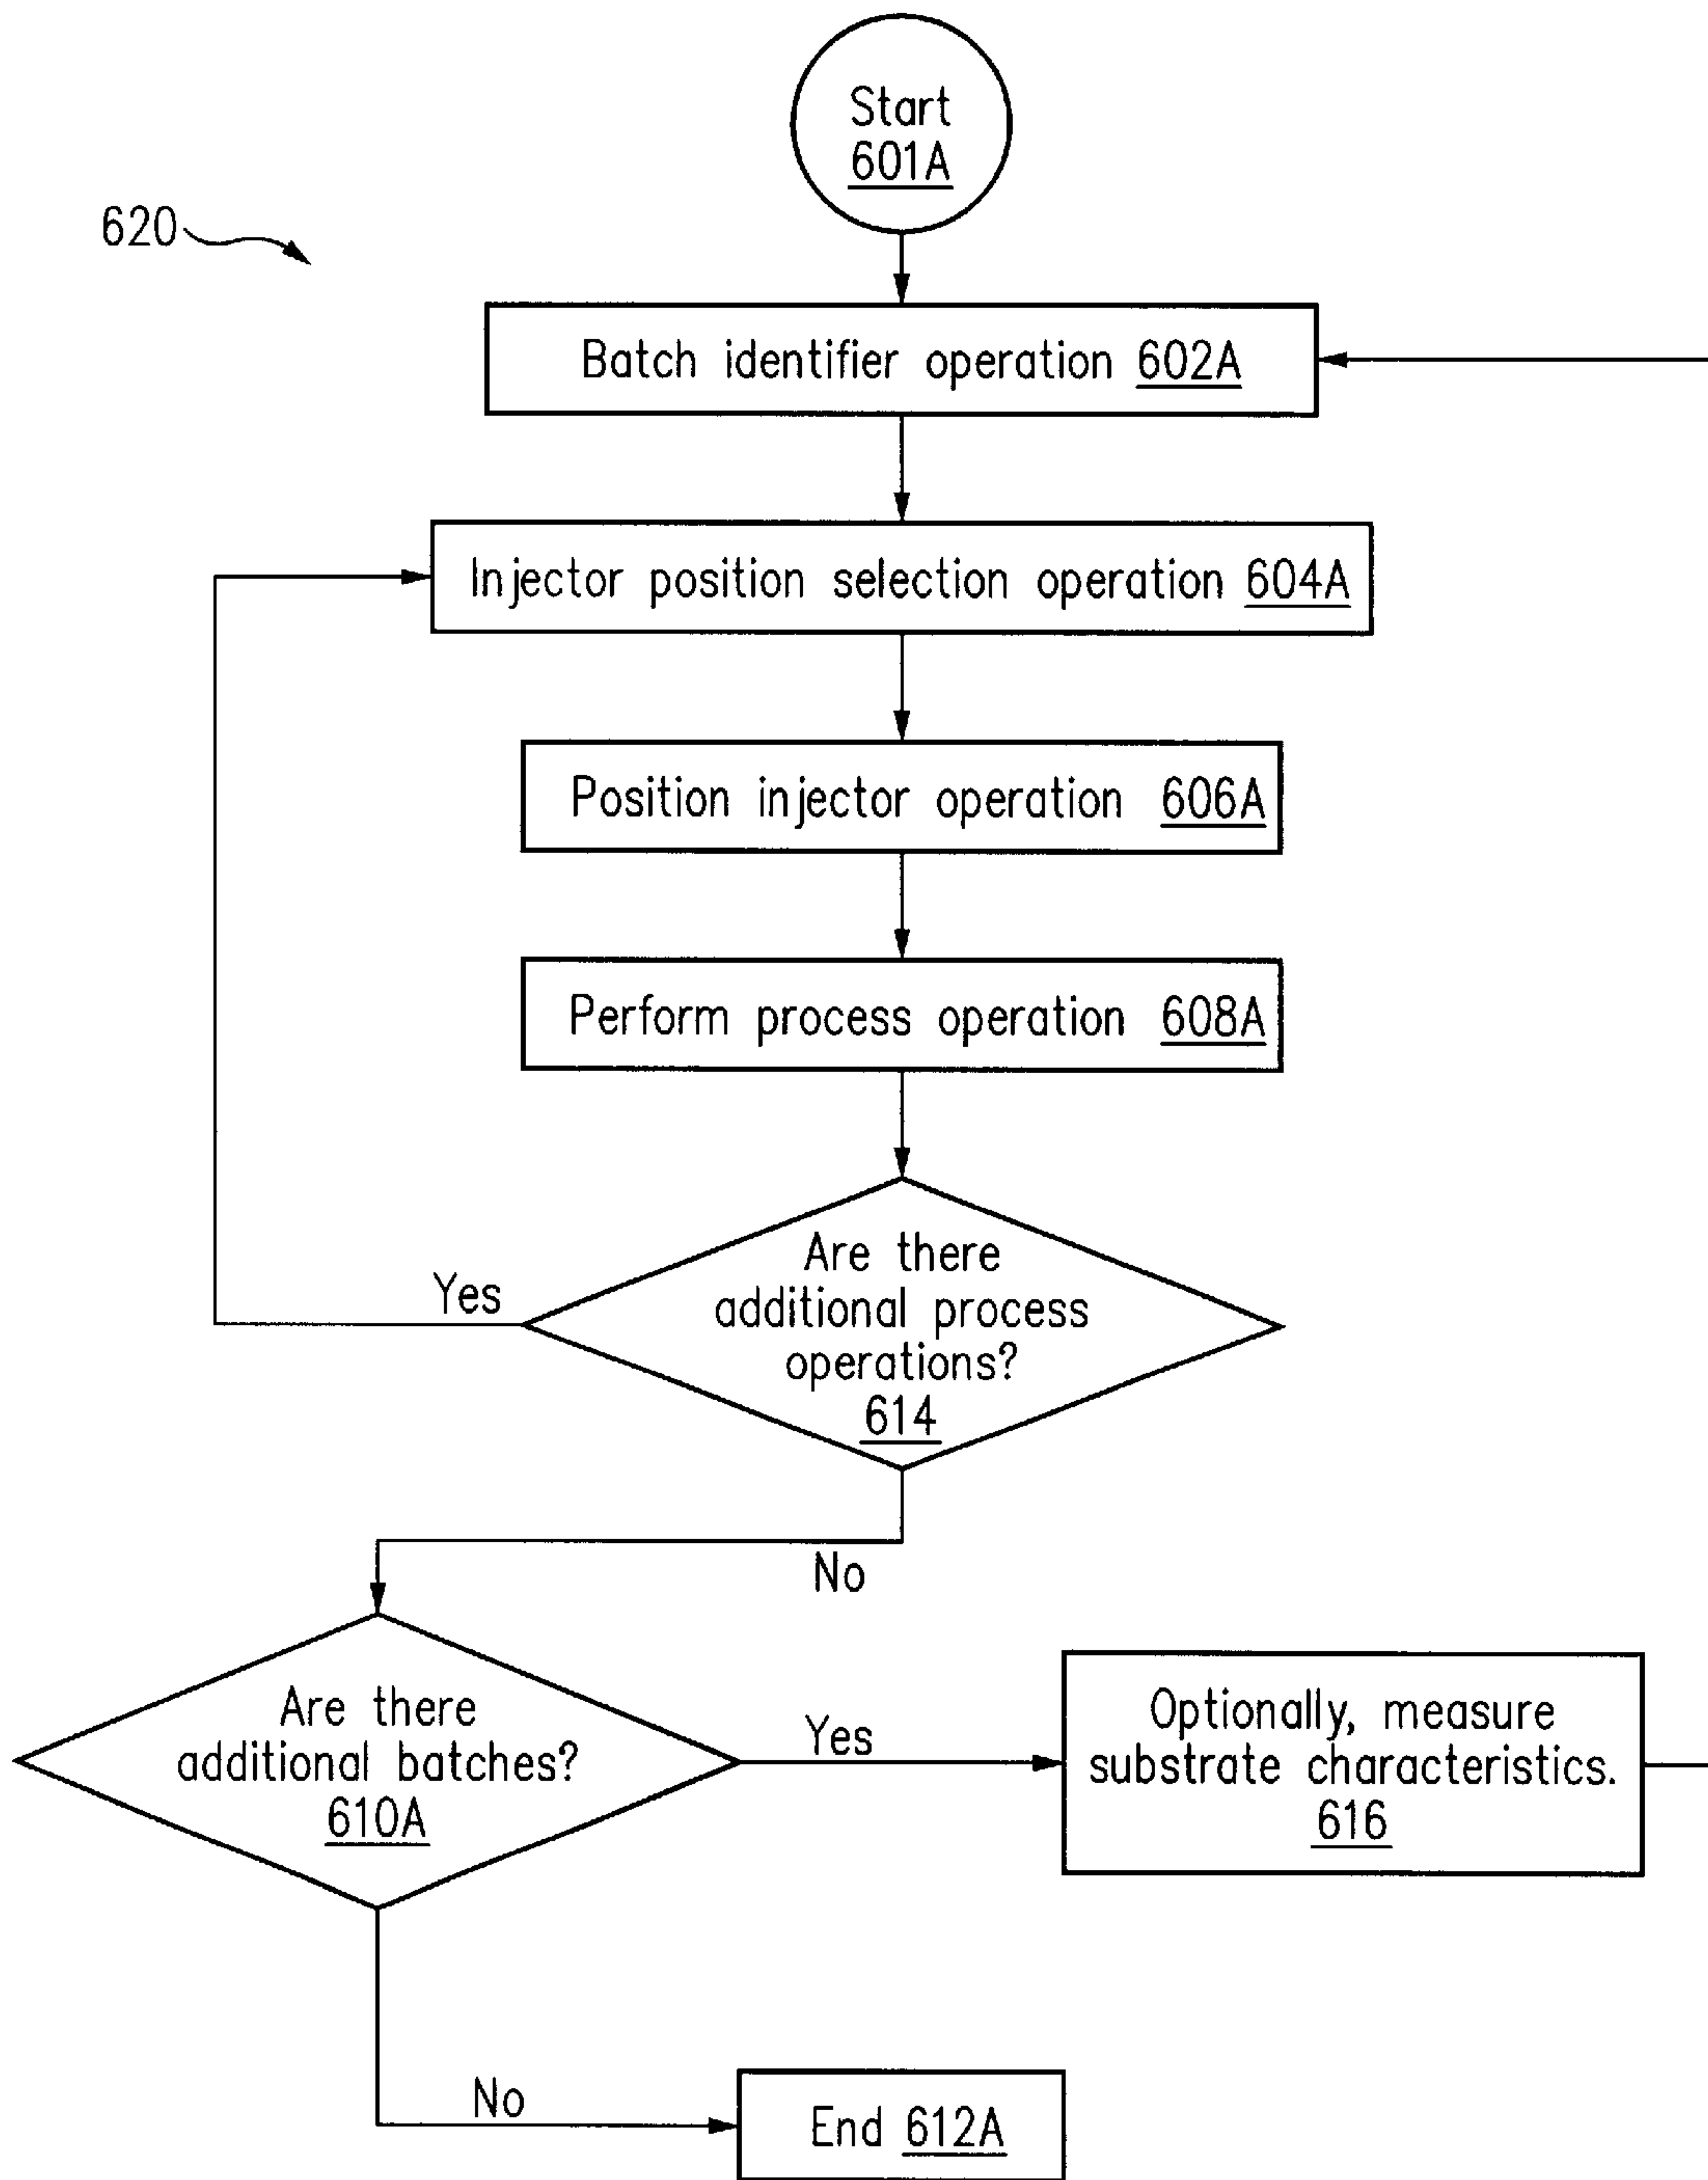 Start
601A
620
Batch identifier operation 602A
Injector position selection operation 604A
Position injector operation 606A
Perform process operation 608A
Are there
additional process
operations?
614
Yes
No
Are there
additional batches?
610A
Yes
Optionally, measure
substrate characteristics.
616
No
End 612A